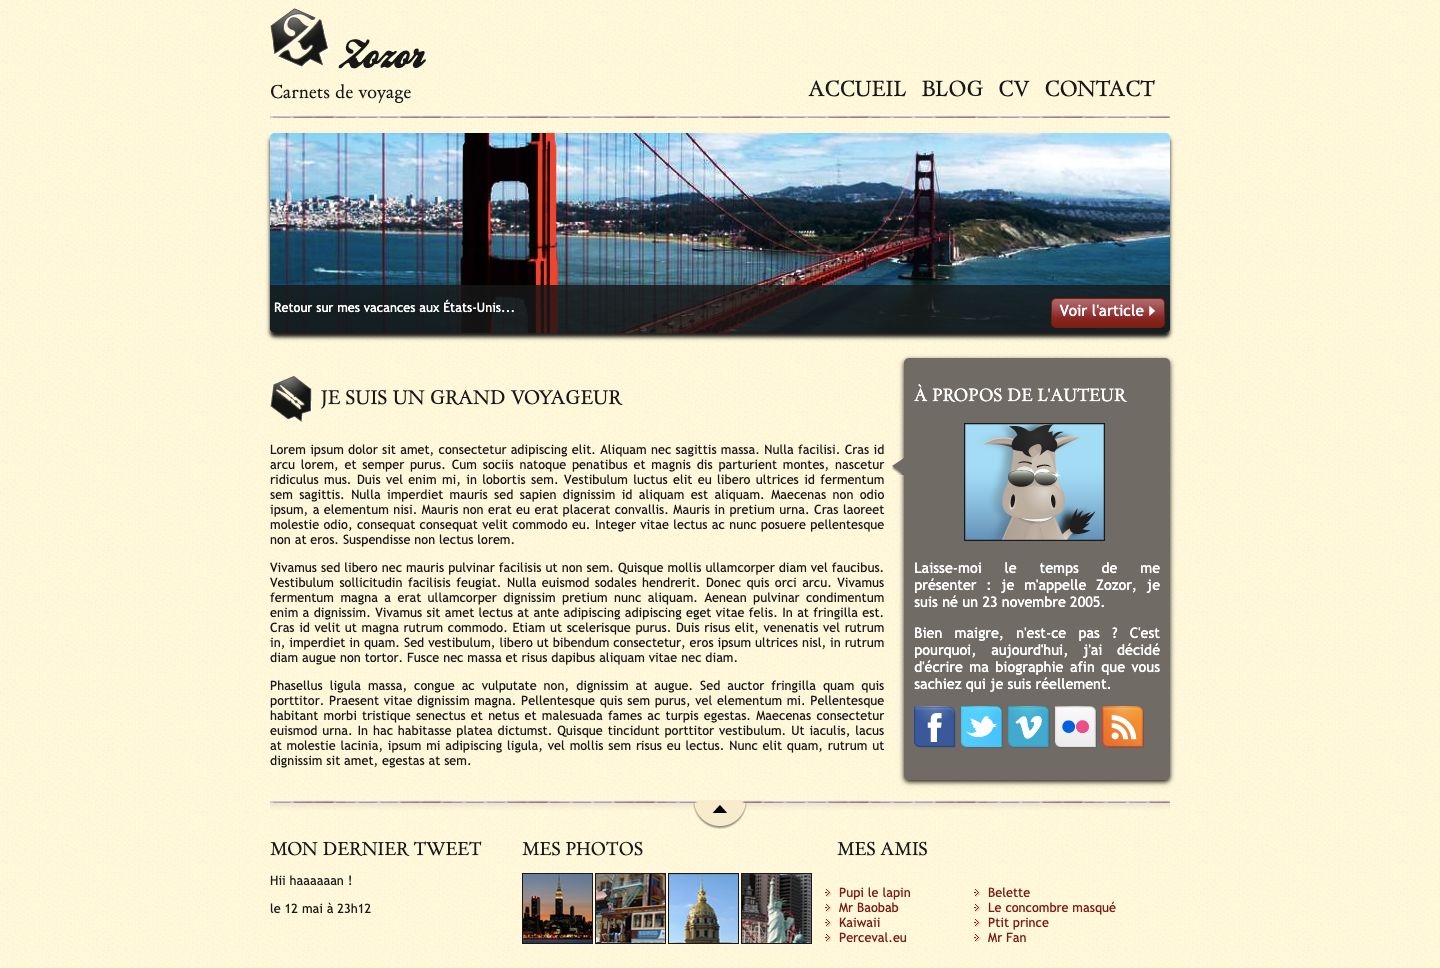 Zozor
Carnets de voyage
ACCUEIL BLOG CV CONTACT
Retour sur mes vacances aux États-Unis...
Voir l'article
JE SUIS UN GRAND VOYAGEUR
Lorem ipsum dolor sit amet, consectetur adipiscing elit. Aliquam nec sagittis massa. Nulla facilisi. Cras id
arcu lorem, et semper purus. Cum sociis natoque penatibus et magnis dis parturient montes, nascetur
ridiculus mus. Duis vel enim mi, in lobortis sem. Vestibulum luctus elit eu libero ultrices id fermentum
sem sagittis. Nulla imperdiet mauris sed sapien dignissim id aliquam est aliquam. Maecenas non odio
ipsum, a elementum nisi. Mauris non erat eu erat placerat convallis. Mauris in pretium urna. Cras laoreet
molestie odio, consequat consequat velit commodo eu. Integer vitae lectus ac nunc posuere pellentesque
non at eros. Suspendisse non lectus lorem.
Vivamus sed libero nec mauris pulvinar facilisis ut non sem. Quisque mollis ullamcorper diam vel faucibus.
Vestibulum sollicitudin facilisis feugiat. Nulla euismod sodales hendrerit. Donec quis orci arcu. Vivamus
fermentum magna a erat ullamcorper dignissim pretium nunc aliquam. Aenean pulvinar condimentum
enim a dignissim. Vivamus sit amet lectus at ante adipiscing adipiscing eget vitae felis. In at fringilla est.
Cras id velit ut magna rutrum commodo. Etiam ut scelerisque purus. Duis risus elit, venenatis vel rutrum
in, imperdiet in quam. Sed vestibulum, libero ut bibendum consectetur, eros ipsum ultrices nisl, in rutrum
diam augue non tortor. Fusce nec massa et risus dapibus aliquam vitae nec diam.
Phasellus ligula massa, congue ac vulputate non, dignissim at augue. Sed auctor fringilla quam quis
porttitor. Praesent vitae dignissim magna. Pellentesque quis sem purus, vel elementum mi. Pellentesque
habitant morbi tristique senectus et netus et malesuada fames ac turpis egestas. Maecenas consectetur
euismod urna. In hac habitasse platea dictumst. Quisque tincidunt porttitor vestibulum. Ut iaculis, lacus
at molestie lacinia, ipsum mi adipiscing ligula, vel mollis sem risus eu lectus. Nunc elit quam, rutrum ut
dignissim sit amet, egestas at sem.
À PROPOS DE L'AUTEUR
Laisse-moi le temps de me
présenter : je m'appelle Zozor, je
suis né un 23 novembre 2005.
Bien maigre, n'est-ce pas ? C'est
pourquoi, aujourd'hui, j'ai décidé
d'écrire ma biographie afin que vous
sachiez qui je suis réellement.
MON DERNIER TWEET
Hii haaaaaan !
le 12 mai à 23h12
MES PHOTOS
MES AMIS
Pupi le lapin
Mr Baobab
Kaiwaii
Perceval.eu
Belette
Le concombre masqué
Ptit prince
Mr Fan